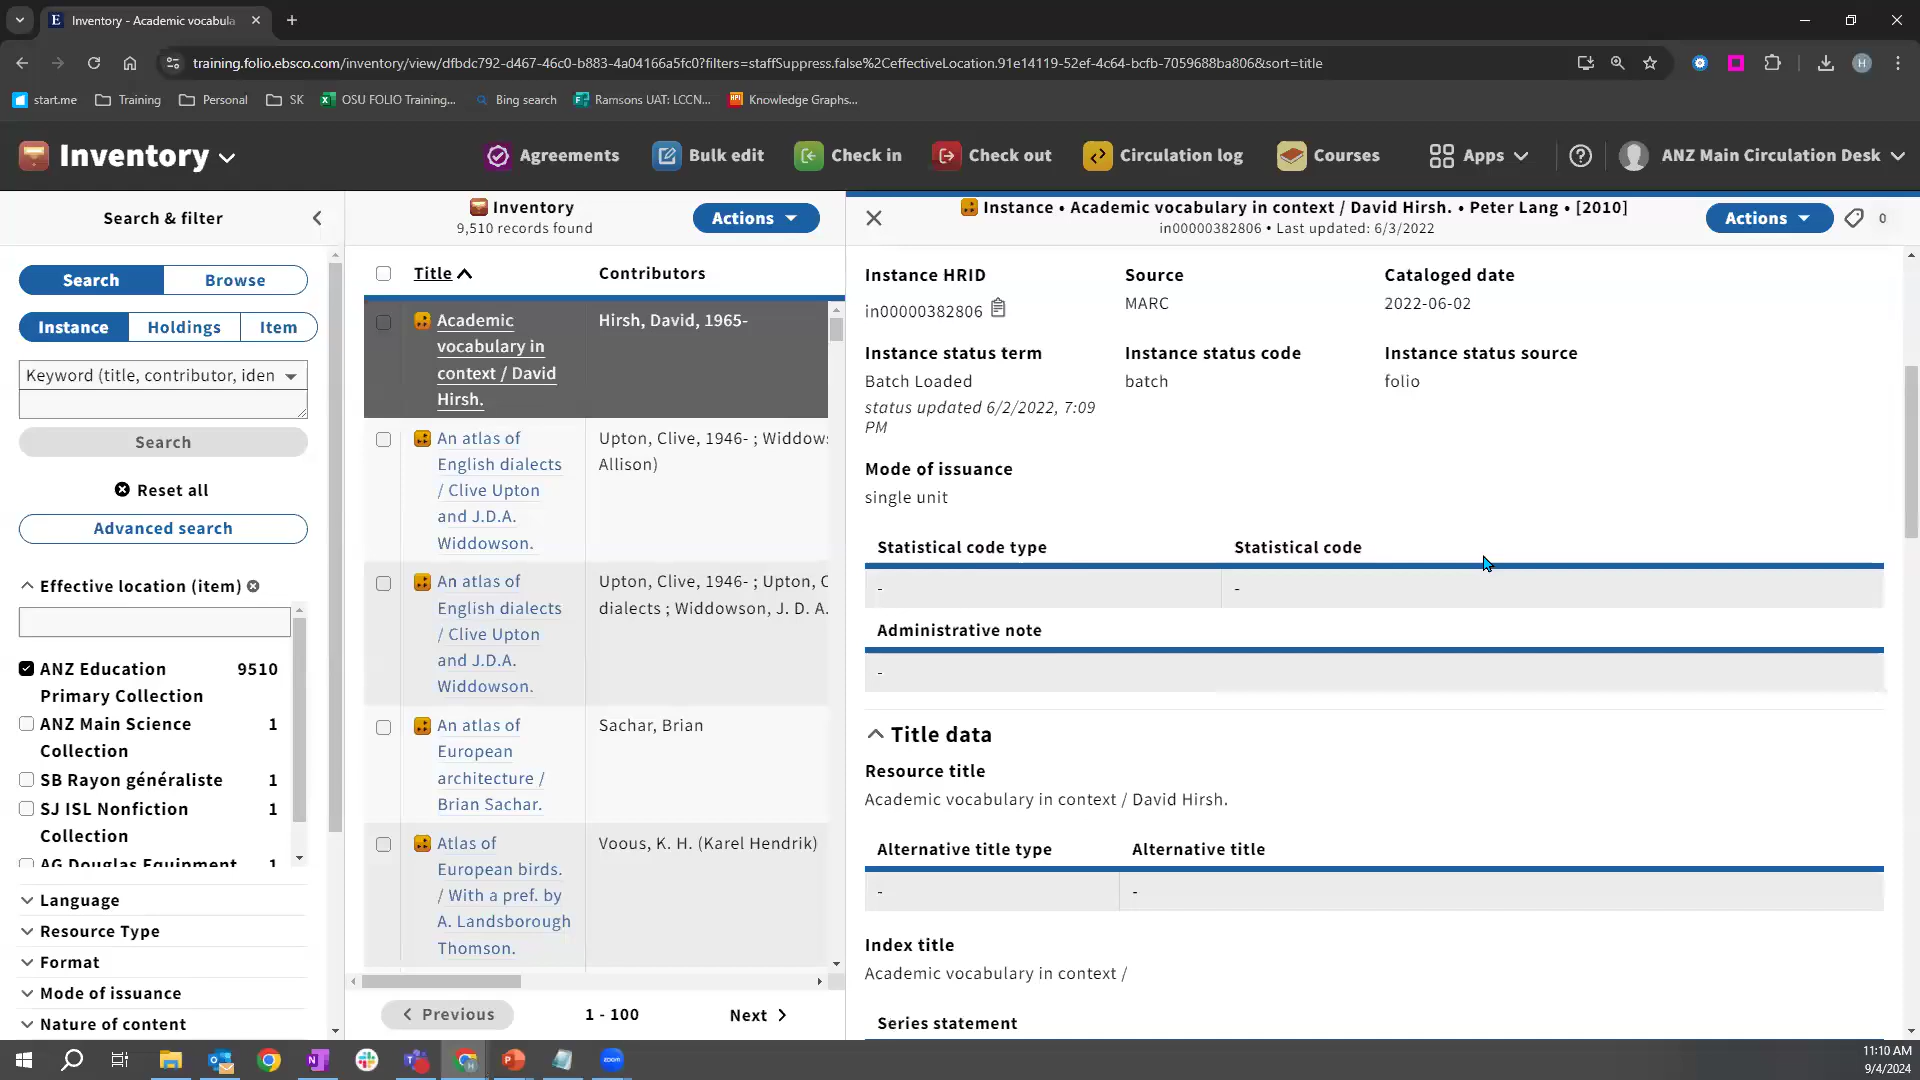 Inventory - Academic vocabula
training.folio.ebsco.com/inventory/view/dfbdc792-d467-46c0-b883-4a04166a5fc0?filters=staffSuppress.false%2CeffectiveLocation.91e14119-52ef-4c64-bcfb-7059688ba806&sort=title
start.me Training Personal SK OSU FOLIO Training... Bing search Ramsons UAT: LCCN... Knowledge Graphs...
Inventory Agreements Bulk edit Check in Check out Circulation log Courses Apps ANZ Main Circulation Desk
Search & filter
Search Browse
Instance Holdings Item
Keyword (title, contributor, iden
Search
Reset all
Advanced search
Effective location (item)
ANZ Education 9510
Primary Collection
ANZ Main Science 1
Collection
SB Rayon généraliste 1
SJ ISL Nonfiction 1
Collection
AG Douglas Equipment 1
Language
Resource Type
Format
Mode of issuance
Nature of content
Inventory
9,510 records found
Actions
Title Contributors
Academic Hirsh, David, 1965-
vocabulary in
context / David
Hirsh.
An atlas of Upton, Clive, 1946- ; Widdows
English dialects Allison)
/ Clive Upton
and J.D.A.
Widdowson.
An atlas of Upton, Clive, 1946- ; Upton, C
English dialects dialects ; Widdowson, J. D. A.
/ Clive Upton
and J.D.A.
Widdowson.
An atlas of Sachar, Brian
European
architecture /
Brian Sachar.
Atlas of Voous, K. H. (Karel Hendrik)
European birds.
/ With a pref. by
A. Landsborough
Thomson.
Previous 1 - 100 Next
Instance • Academic vocabulary in context / David Hirsh. • Peter Lang • [2010]
in00000382806 • Last updated: 6/3/2022
Actions 0
Instance HRID Source Cataloged date
in00000382806 MARC 2022-06-02
Instance status term Instance status code Instance status source
Batch Loaded batch folio
status updated 6/2/2022, 7:09
PM
Mode of issuance
single unit
Statistical code type Statistical code
- -
Administrative note
-
Title data
Resource title
Academic vocabulary in context / David Hirsh.
Alternative title type Alternative title
- -
Index title
Academic vocabulary in context /
Series statement
11:10 AM
9/4/2024